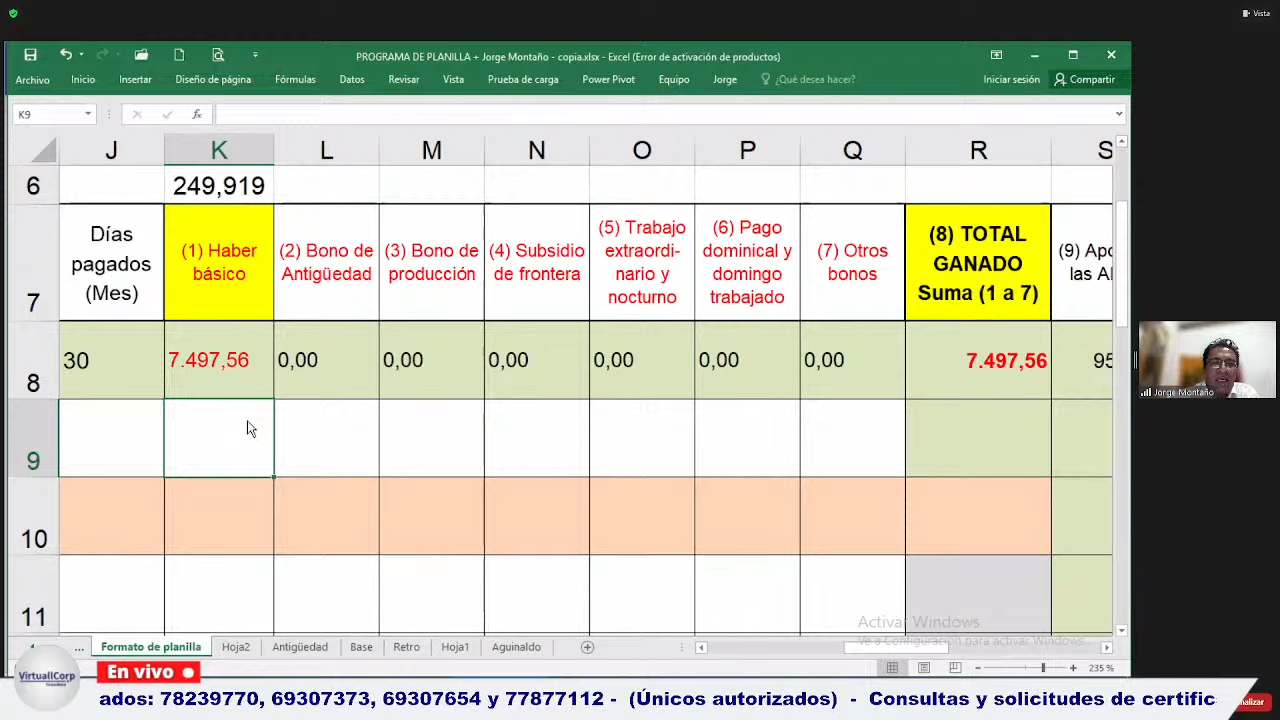 Vista
PROGRAMA DE PLANILLA + Jorge Montaño - copia.xlsx - Excel (Error de activación de productos)
Archivo Inicio Insertar Diseño de página Fórmulas Datos Revisar Vista Prueba de carga Power Pivot Equipo Jorge ¿Qué desea hacer? Iniciar sesión Compartir
K9 fx
J K L M N O P Q R S
6 249,919
7
Días
pagados
(Mes)
(1) Haber
básico
(2) Bono de
Antigüedad
(3) Bono de
producción
(4) Subsidio
de frontera
(5) Trabajo
extraordi-
nario y
nocturno
(6) Pago
dominical y
domingo
trabajado
(7) Otros
bonos
(8) TOTAL
GANADO
Suma (1 a 7)
(9) Apo
las Al
8 30 7.497,56 0,00 0,00 0,00 0,00 0,00 0,00 7.497,56 95
9
10
11
Jorge Montaño
Activar Windows
Ve a Configuración para activar Windows.
... Formato de planilla Hoja2 Antigüedad Base Retro Hoja1 Aguinaldo
235 %
VirtuallCorp
En vivo
ados: 78239770, 69307373, 69307654 y 77877112 - (Únicos autorizados) - Consultas y solicitudes de certific